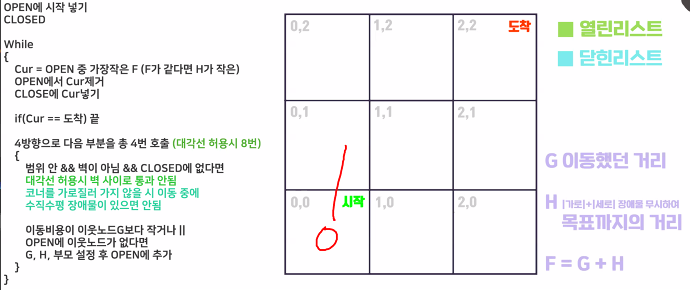 OPEN에 시작 넣기
CLOSED
While
{
Cur = OPEN 중 가장작은 F (F가 같다면 H가 작은)
OPEN에서 Cur제거
CLOSE에 Cur넣기
if(Cur == 도착) 끝
4방향으로 다음 부분을 총 4번 호출 (대각선 허용시 8번)
{
범위 안 && 벽이 아님 && CLOSED에 없다면
대각선 허용시 벽 사이로 통과 안됨
코너를 가로질러 가지 않을 시 이동 중에
수직수평 장애물이 있으면 안됨
이동비용이 이웃노드G보다 작거나 ||
OPEN에 이웃노드가 없다면
G, H, 부모 설정 후 OPEN에 추가
}
}
0,2 1,2 2,2 도착
0,1 1,1 2,1
0,0 시작 1,0 2,0
열린리스트
닫힌리스트
G 이동했던 거리
H [가로]+[세로] 장애물 무시하여
목표까지의 거리
F = G + H